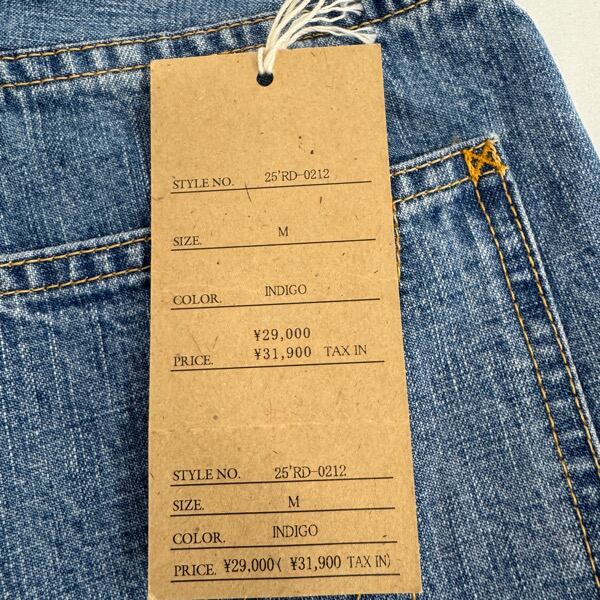 STYLE NO. 25'RD-0212
SIZE. M
COLOR. INDIGO
¥29,000
PRICE. ¥31,900 TAX IN
STYLE NO. 25'RD-0212
SIZE. M
COLOR. INDIGO
PRICE. ¥29,000( ¥31,900 TAX IN)